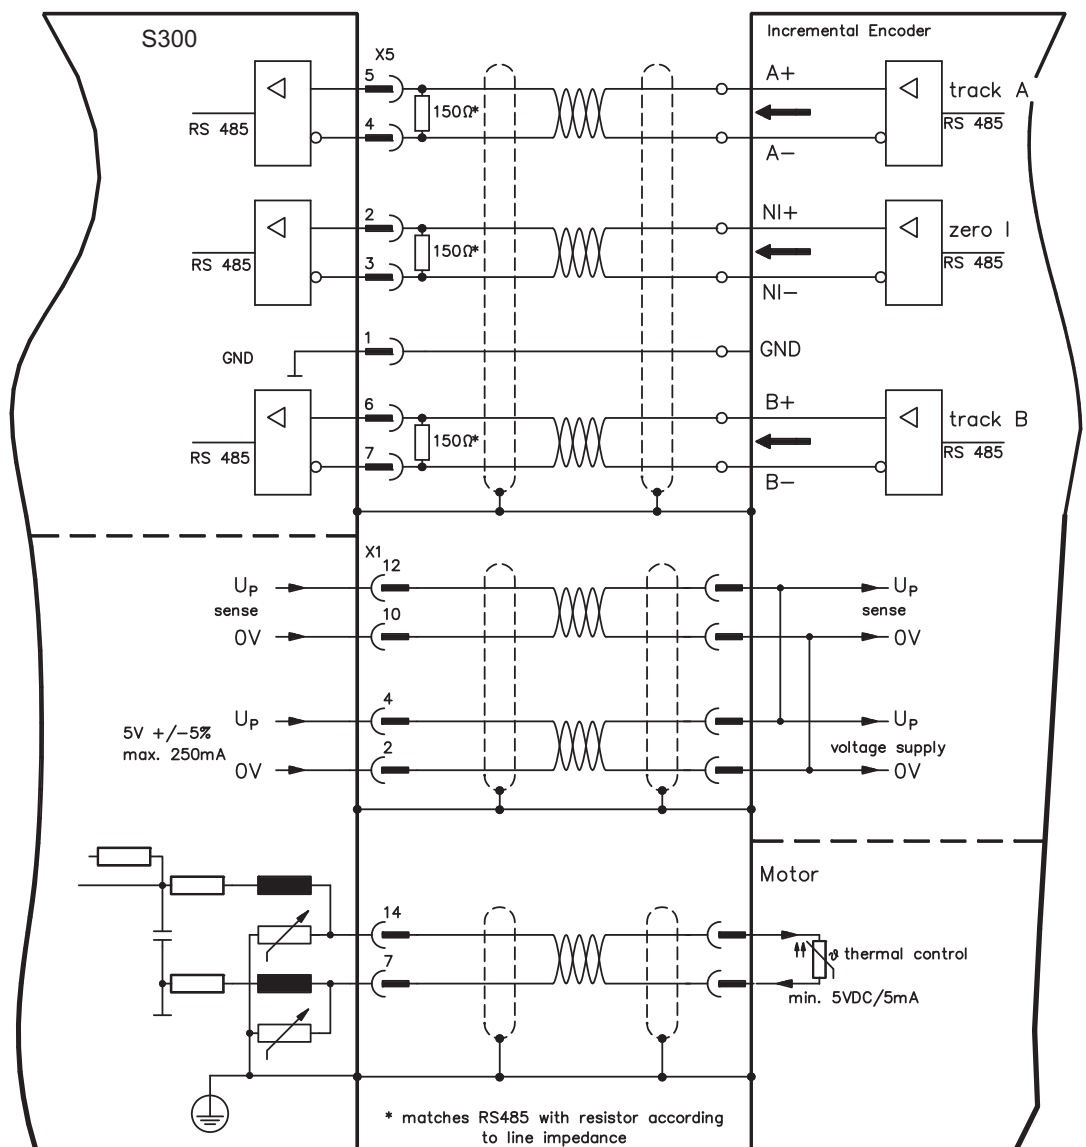 S300
Incremental Encoder
X5
5
A+
track A
RS 485
150Ω*
RS 485
4
A−
2
NI+
zero I
RS 485
150Ω*
RS 485
3
NI−
1
GND
GND
6
B+
track B
RS 485
150Ω*
RS 485
7
B−
X1
12
UP
UP
sense
10
sense
0V
0V
4
UP
UP
5V +/−5%
max. 250mA
2
voltage supply
0V
0V
Motor
14
7
ϑ thermal control
min. 5VDC/5mA
* matches RS485 with resistor according
to line impedance